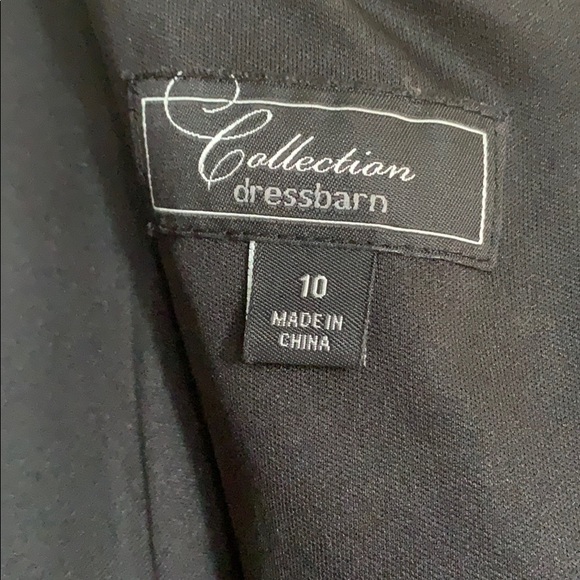 Collection
dressbarn
10
MADE IN
CHINA